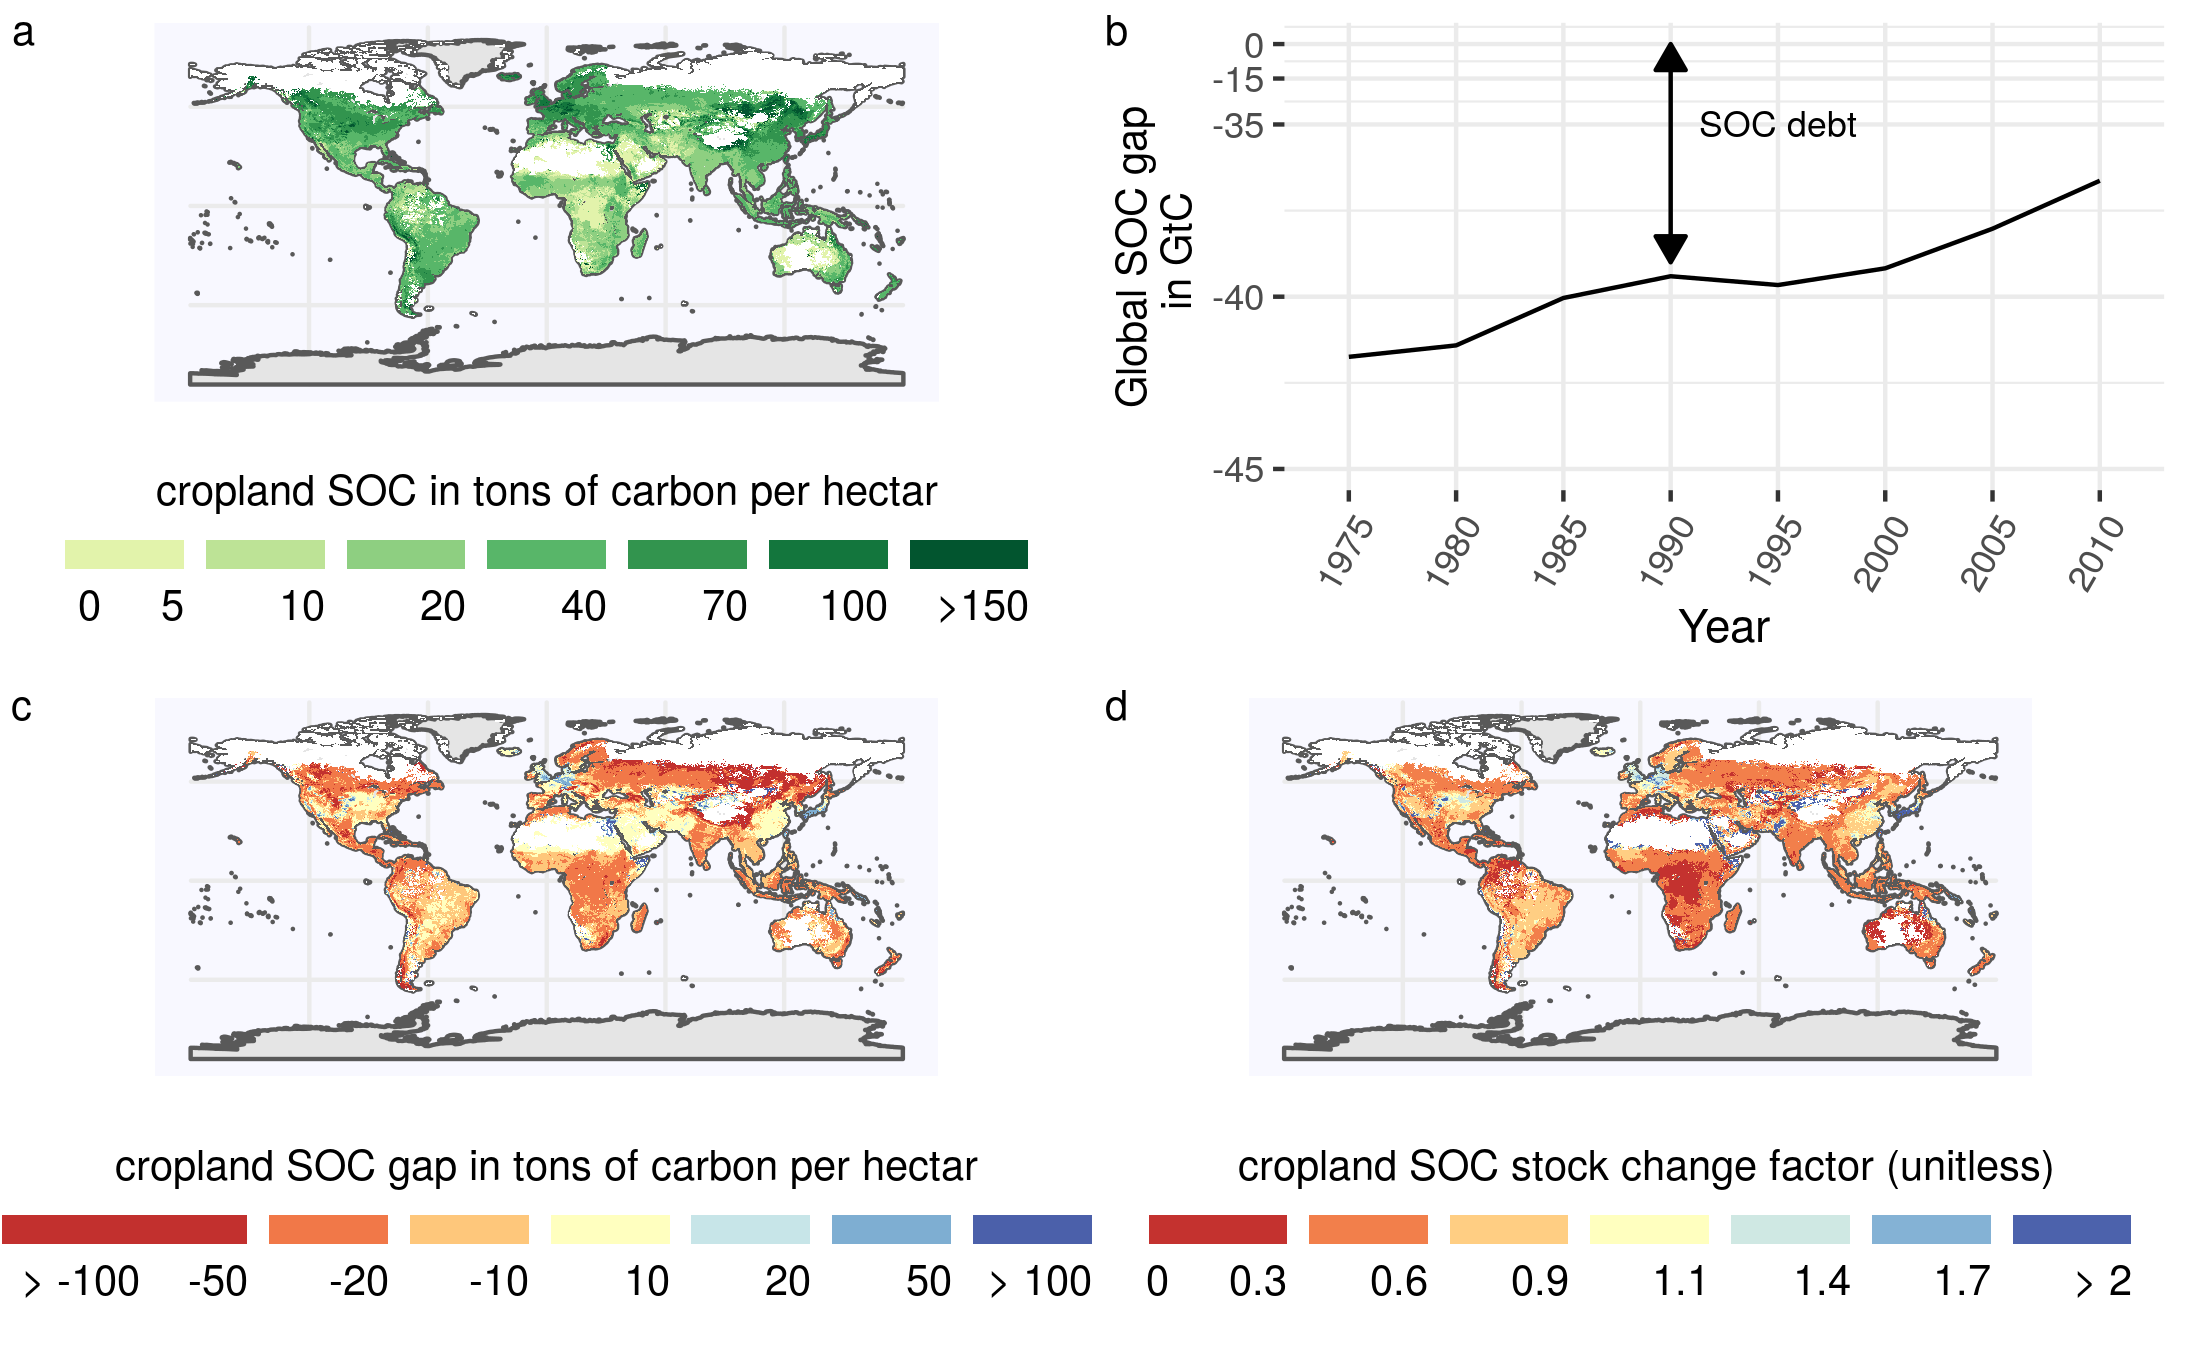 a
cropland SOC in tons of carbon per hectar
0 5 10 20 40 70 100 >150
b
Global SOC gap
in GtC
0
-15
-35
-40
-45
SOC debt
1975 1980 1985 1990 1995 2000 2005 2010
Year
c
cropland SOC gap in tons of carbon per hectar
> -100 -50 -20 -10 10 20 50 > 100
d
cropland SOC stock change factor (unitless)
0 0.3 0.6 0.9 1.1 1.4 1.7 > 2